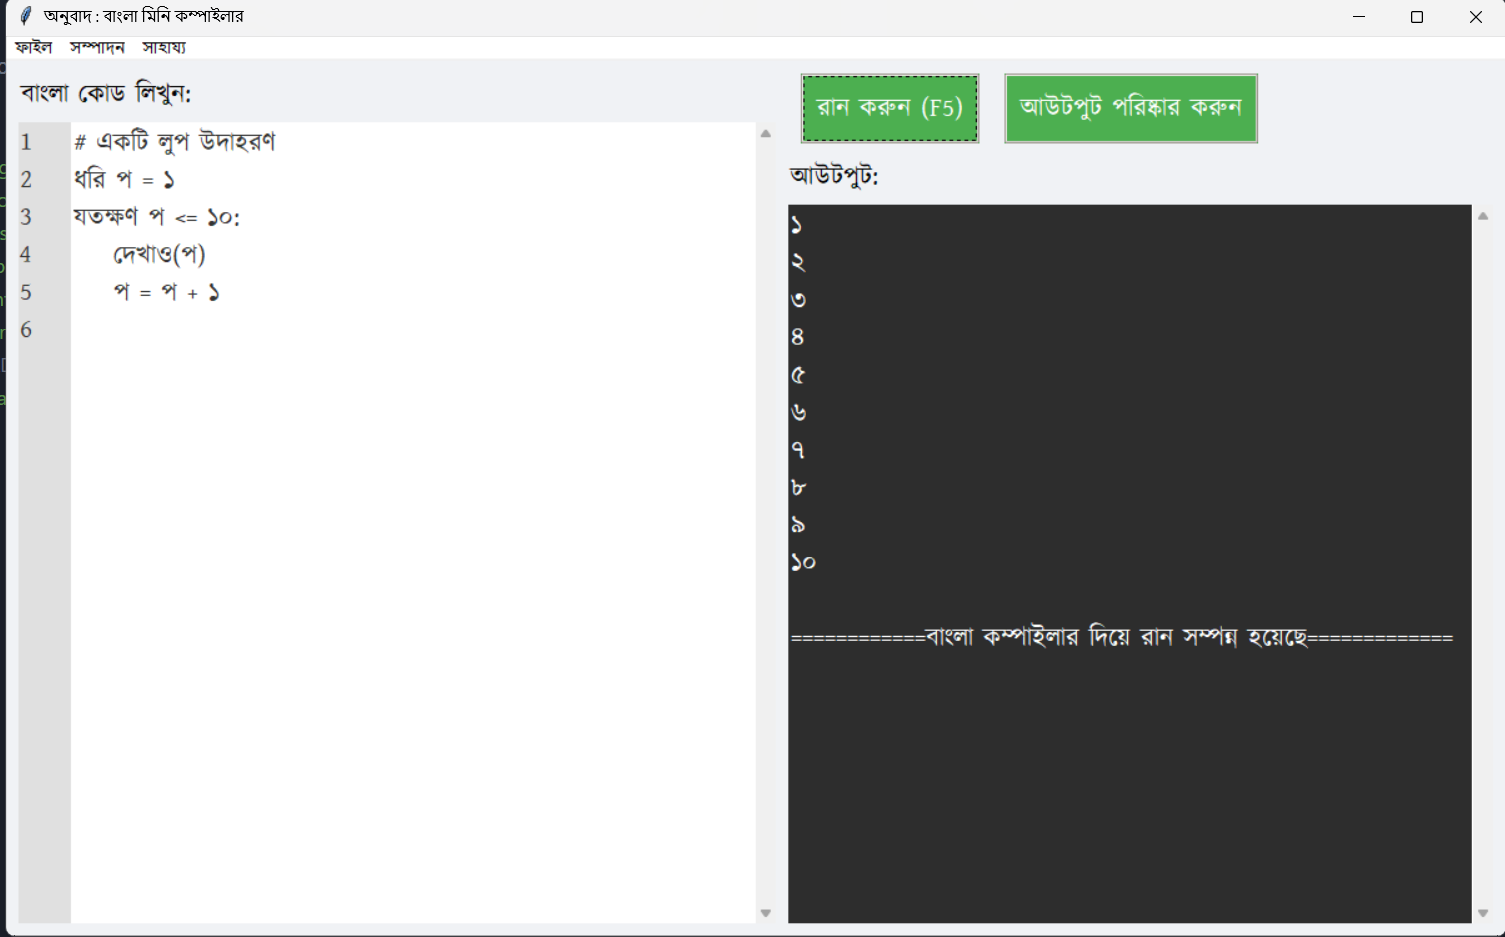 অনুবাদ : বাংলা মিনি কম্পাইলার
ফাইল সম্পাদন সাহায্য
বাংলা কোড লিখুন:
1 # একটি লুপ উদাহরণ
2 ধরি প = ১
3 যতক্ষণ প <= ১০:
4 দেখাও(প)
5 প = প + ১
6
রান করুন (F5) আউটপুট পরিষ্কার করুন
আউটপুট:
১
২
৩
৪
৫
৬
৭
৮
৯
১০
============বাংলা কম্পাইলার দিয়ে রান সম্পন্ন হয়েছে=============